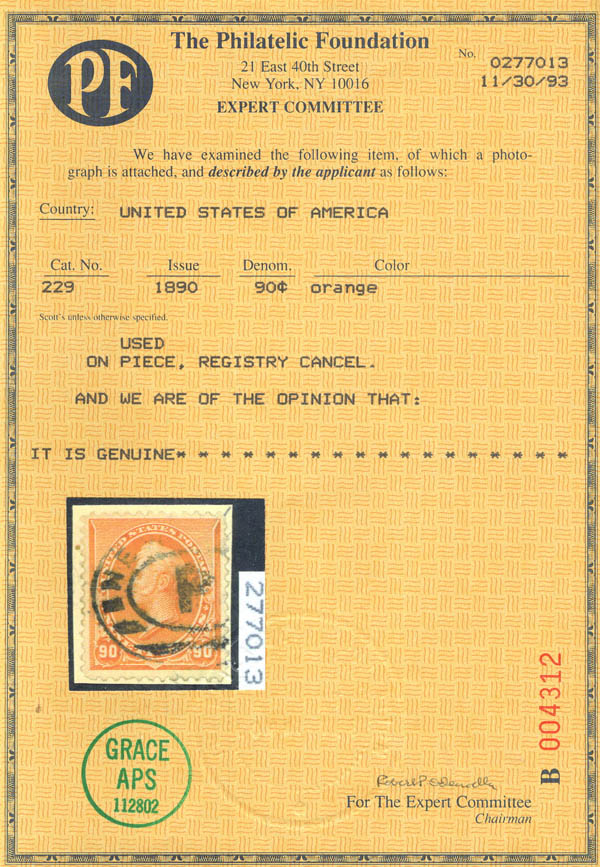 PF
The Philatelic Foundation
21 East 40th Street
New York, NY 10016
EXPERT COMMITTEE
No. 0277013
11/30/93
We have examined the following item, of which a photo-
graph is attached, and described by the applicant as follows:
Country: UNITED STATES OF AMERICA
Cat. No. Issue Denom. Color
229 1890 90¢ orange
Scott's unless otherwise specified.
USED
ON PIECE, REGISTRY CANCEL.
AND WE ARE OF THE OPINION THAT:
IT IS GENUINE* * * * * * * * * * * * * * * * * *
UNITED STATES POSTAGE
90 90
277013
GRACE
APS
112802
B 004312
For The Expert Committee
Chairman